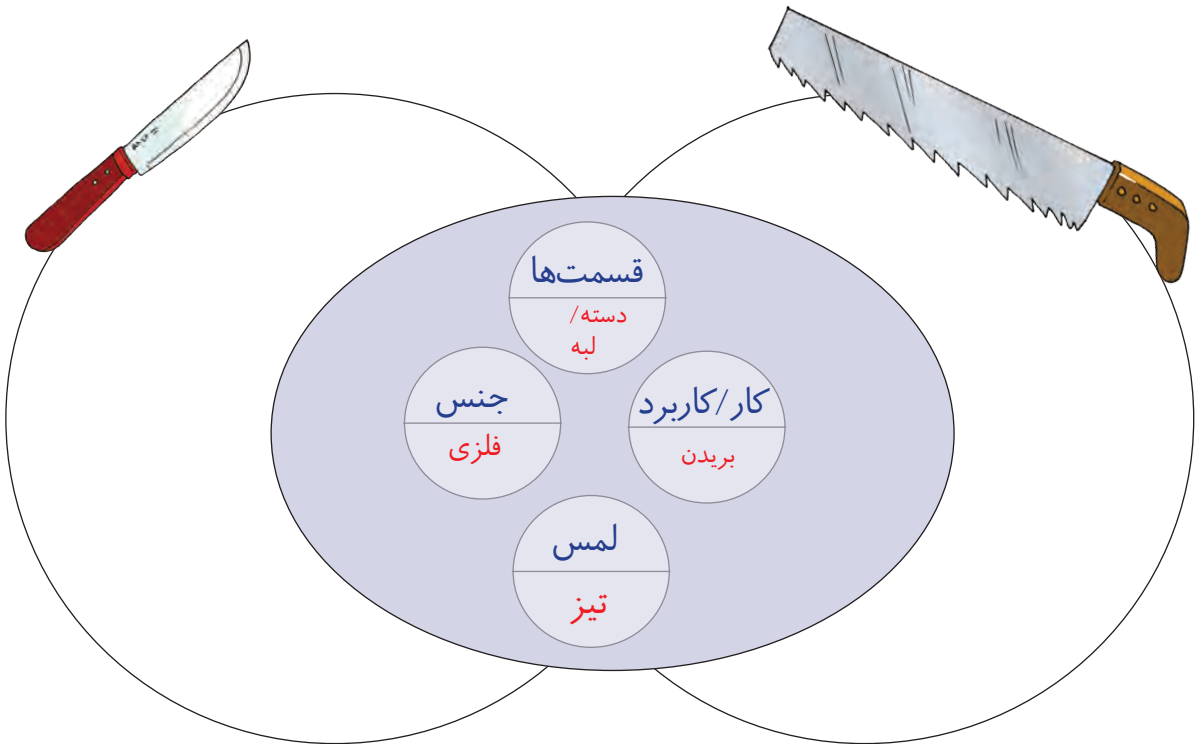 قسمت‌ها
دسته/
لبه
کار/کاربرد
بریدن
جنس
فلزی
لمس
تیز